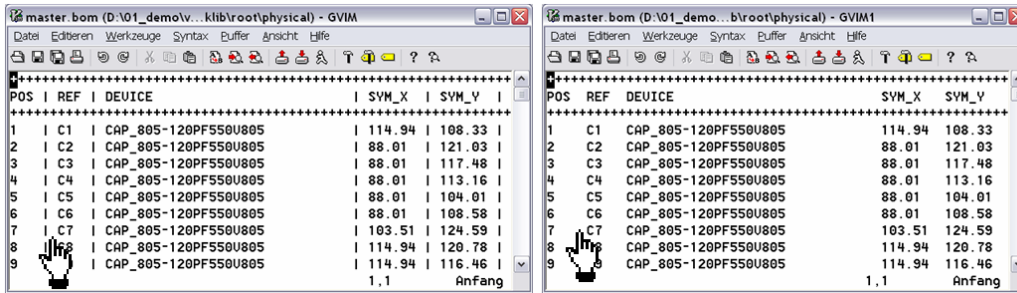 master.bom (D:\01_demo\v...klib\root\physical) - GVIM
Datei Editieren Werkzeuge Syntax Puffer Ansicht Hilfe
++++++++++++++++++++++++++++++++++++++++++++++++++++++++++++++
POS | REF | DEVICE | SYM_X | SYM_Y |
++++++++++++++++++++++++++++++++++++++++++++++++++++++++++++++
1 | C1 | CAP_805-120PF550V805 | 114.94 | 108.33 |
2 | C2 | CAP_805-120PF550V805 | 88.01 | 121.03 |
3 | C3 | CAP_805-120PF550V805 | 88.01 | 117.48 |
4 | C4 | CAP_805-120PF550V805 | 88.01 | 113.16 |
5 | C5 | CAP_805-120PF550V805 | 88.01 | 104.01 |
6 | C6 | CAP_805-120PF550V805 | 88.01 | 108.58 |
7 | C7 | CAP_805-120PF550V805 | 103.51 | 124.59 |
8 | CAP_805-120PF550V805 | 114.94 | 120.78 |
9 | CAP_805-120PF550V805 | 114.94 | 116.46 |
1,1 Anfang
master.bom (D:\01_demo\...b\root\physical) - GVIM1
Datei Editieren Werkzeuge Syntax Puffer Ansicht Hilfe
++++++++++++++++++++++++++++++++++++++++++++++++++++++++++++++
POS REF DEVICE SYM_X SYM_Y
++++++++++++++++++++++++++++++++++++++++++++++++++++++++++++++
1 C1 CAP_805-120PF550V805 114.94 108.33
2 C2 CAP_805-120PF550V805 88.01 121.03
3 C3 CAP_805-120PF550V805 88.01 117.48
4 C4 CAP_805-120PF550V805 88.01 113.16
5 C5 CAP_805-120PF550V805 88.01 104.01
6 C6 CAP_805-120PF550V805 88.01 108.58
7 C7 CAP_805-120PF550V805 103.51 124.59
8 CAP_805-120PF550V805 114.94 120.78
9 CAP_805-120PF550V805 114.94 116.46
1,1 Anfang